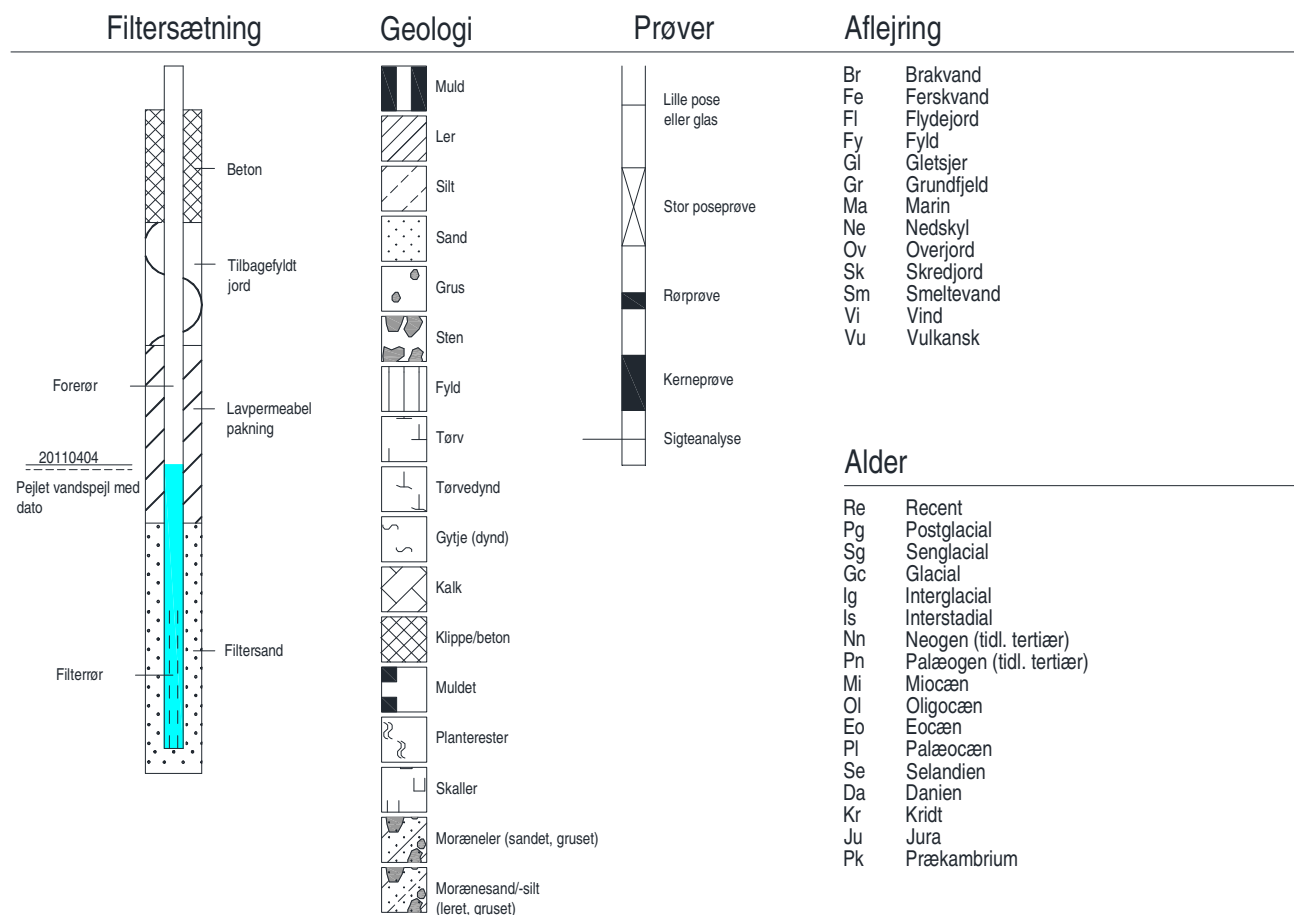 Filtersætning
Beton
Tilbagefyldt
jord
Forerør
Lavpermeabel
pakning
20110404
Pejlet vandspejl med
dato
Filtersand
Filterrør
Geologi
Muld
Ler
Silt
Sand
Grus
Sten
Fyld
Tørv
Tørvedynd
Gytje (dynd)
Kalk
Klippe/beton
Muldet
Planterester
Skaller
Moræneler (sandet, gruset)
Morænesand/-silt
(leret, gruset)
Prøver
Lille pose
eller glas
Stor poseprøve
Rørprøve
Kerneprøve
Sigteanalyse
Aflejring
Br Brakvand
Fe Ferskvand
Fl Flydejord
Fy Fyld
Gl Gletsjer
Gr Grundfjeld
Ma Marin
Ne Nedskyl
Ov Overjord
Sk Skredjord
Sm Smeltevand
Vi Vind
Vu Vulkansk
Alder
Re Recent
Pg Postglacial
Sg Senglacial
Gc Glacial
Ig Interglacial
Is Interstadial
Nn Neogen (tidl. tertiær)
Pn Palæogen (tidl. tertiær)
Mi Miocæn
Ol Oligocæn
Eo Eocæn
Pl Palæocæn
Se Selandien
Da Danien
Kr Kridt
Ju Jura
Pk Prækambrium